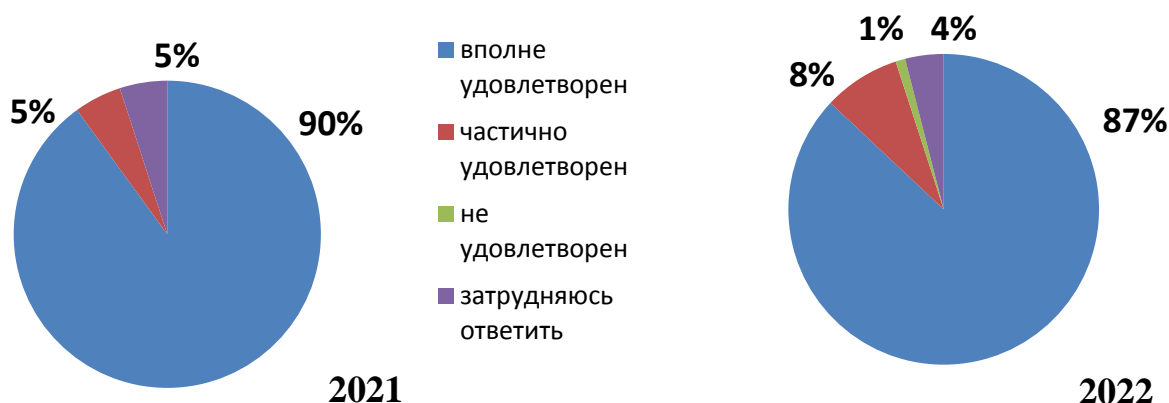 5%
5%
90%
2021
вполне
удовлетворен
частично
удовлетворен
не
удовлетворен
затрудняюсь
ответить
1%
4%
8%
87%
2022